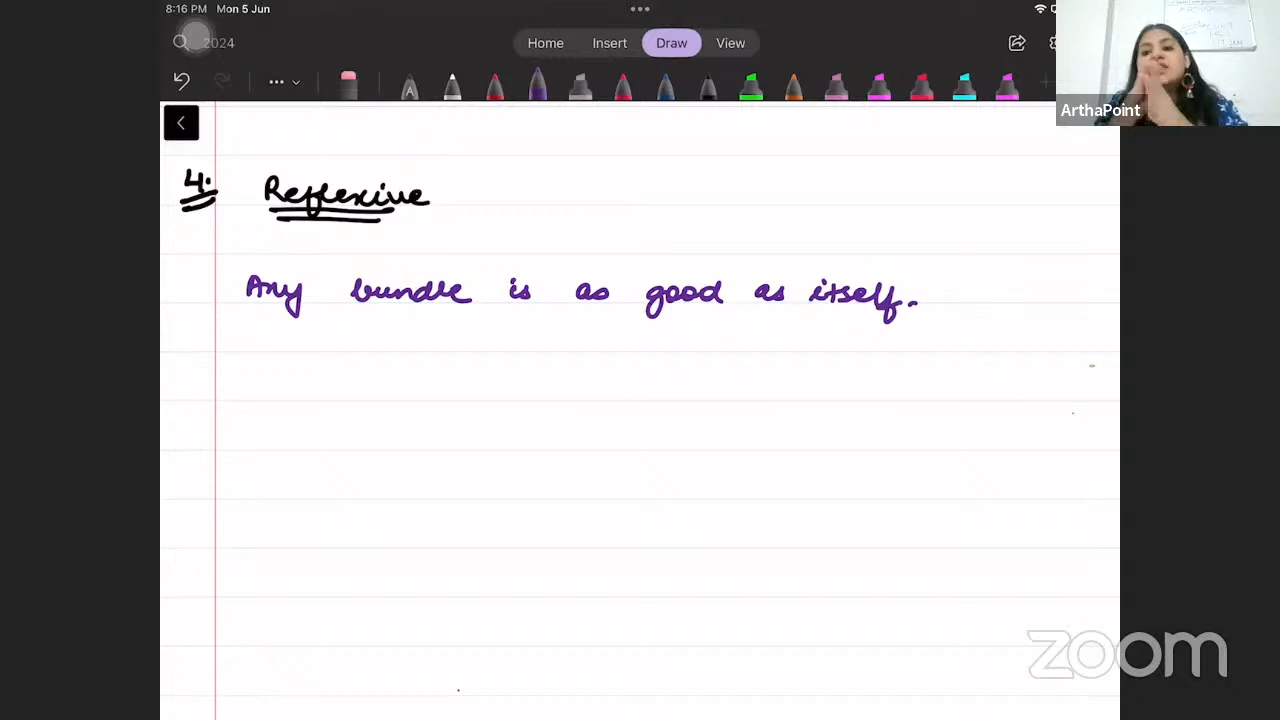 8:16 PM Mon 5 Jun
2024
Home Insert Draw View
A
ArthaPoint
4. Reflexive
Any bundle is as good as itself.
zoom